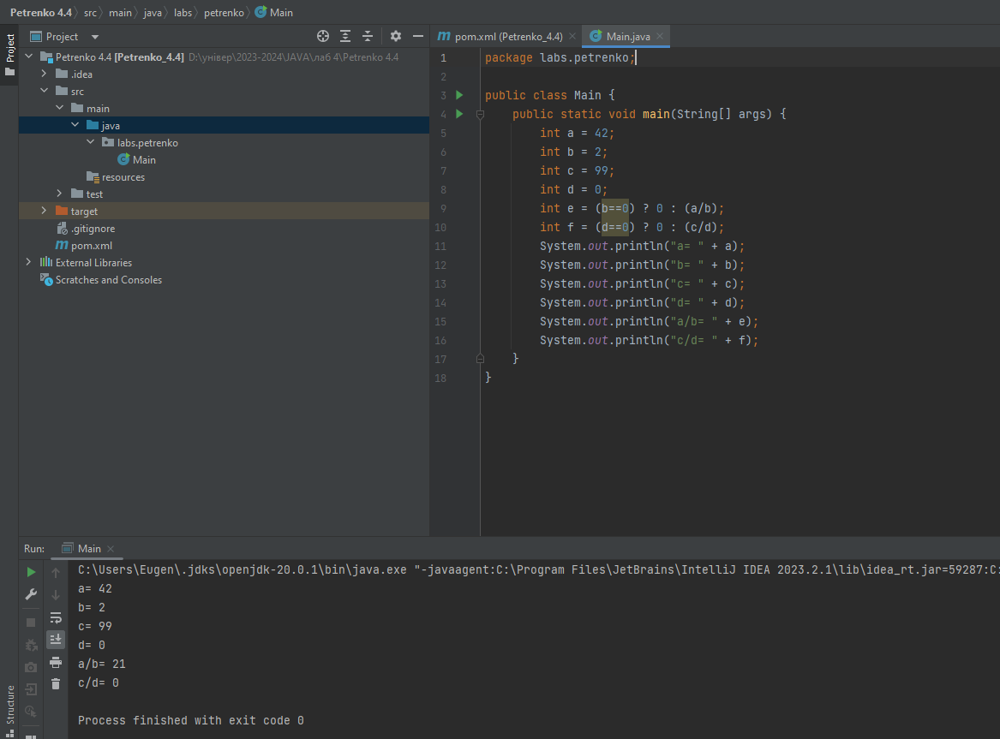 Petrenko 4.4 src main java labs petrenko Main
Project
Project
Petrenko 4.4 [Petrenko_4.4] D:\універ\2023-2024\JAVA\лаб 4\Petrenko 4.4
.idea
src
main
java
labs.petrenko
Main
resources
test
target
.gitignore
pom.xml
External Libraries
Scratches and Consoles
pom.xml (Petrenko_4.4) Main.java
1 package labs.petrenko;
2
3 public class Main {
4 public static void main(String[] args) {
5 int a = 42;
6 int b = 2;
7 int c = 99;
8 int d = 0;
9 int e = (b==0) ? 0 : (a/b);
10 int f = (d==0) ? 0 : (c/d);
11 System.out.println("a= " + a);
12 System.out.println("b= " + b);
13 System.out.println("c= " + c);
14 System.out.println("d= " + d);
15 System.out.println("a/b= " + e);
16 System.out.println("c/d= " + f);
17 }
18 }
Run: Main
C:\Users\Eugen\.jdks\openjdk-20.0.1\bin\java.exe "-javaagent:C:\Program Files\JetBrains\IntelliJ IDEA 2023.2.1\lib\idea_rt.jar=59287:C:
a= 42
b= 2
c= 99
d= 0
a/b= 21
c/d= 0
Process finished with exit code 0
Structure